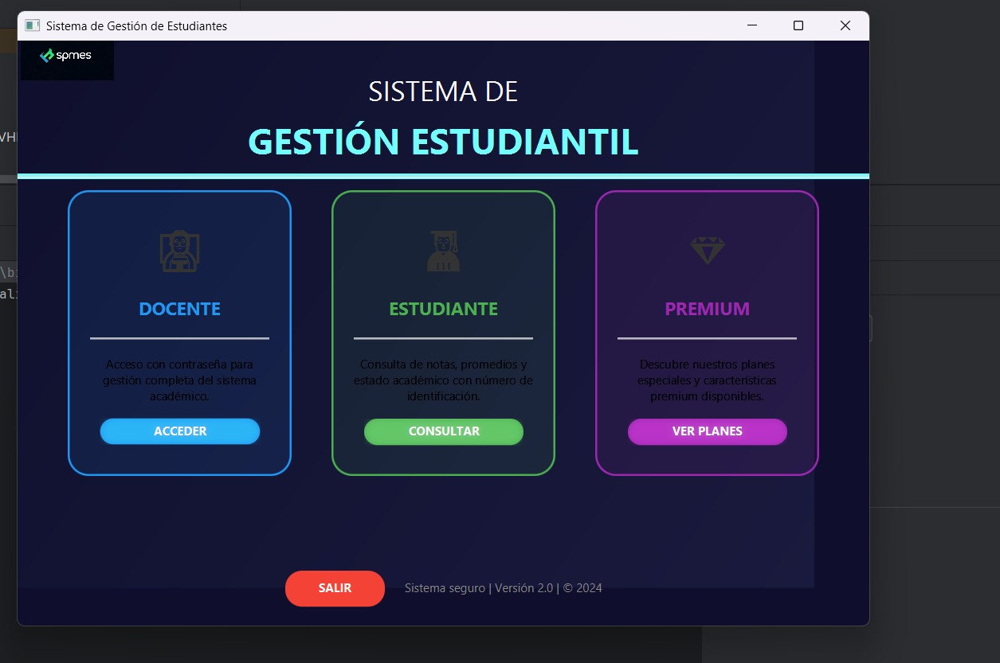 Sistema de Gestión de Estudiantes
spmes
SISTEMA DE
GESTIÓN ESTUDIANTIL
DOCENTE
Acceso con contraseña para
gestión completa del sistema
académico.
ACCEDER
ESTUDIANTE
Consulta de notas, promedios y
estado académico con número de
identificación.
CONSULTAR
PREMIUM
Descubre nuestros planes
especiales y características
premium disponibles.
VER PLANES
SALIR
Sistema seguro | Versión 2.0 | © 2024